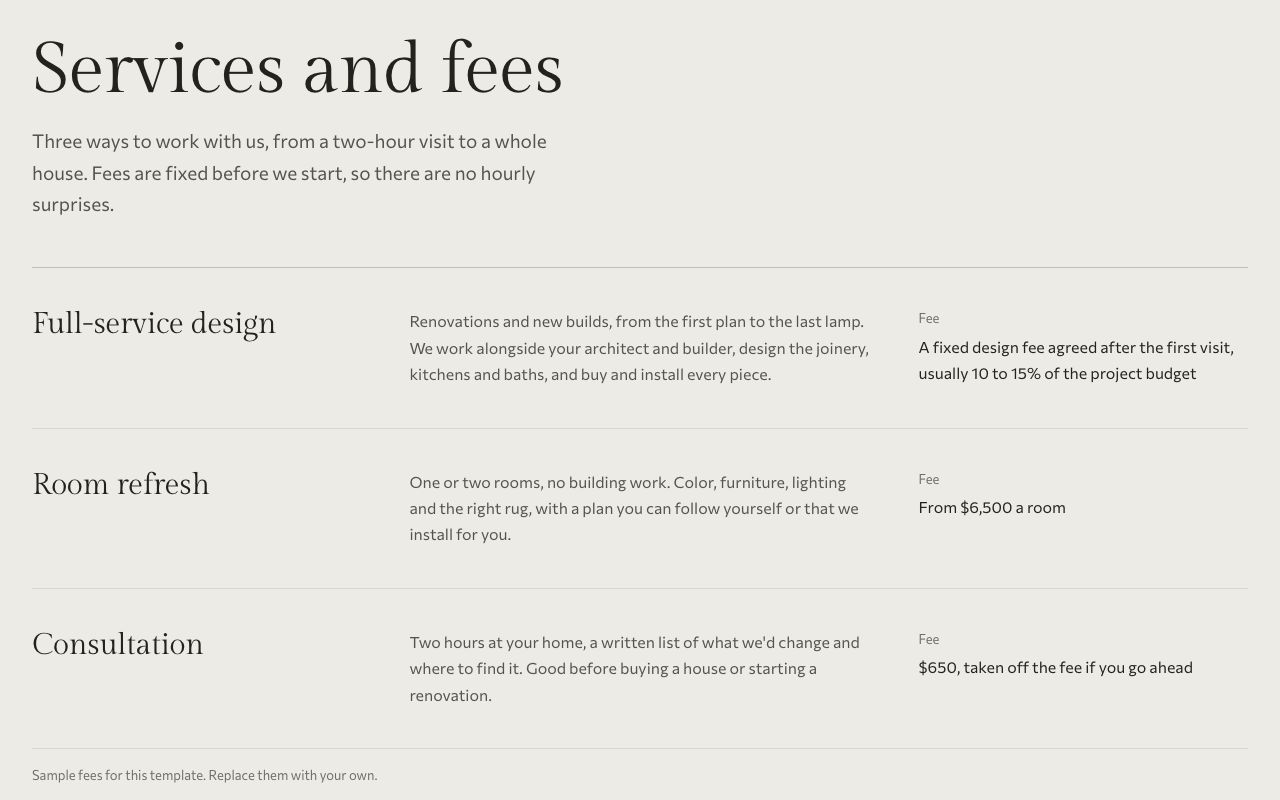 Services and fees
Three ways to work with us, from a two-hour visit to a whole
house. Fees are fixed before we start, so there are no hourly
surprises.
Full-service design
Renovations and new builds, from the first plan to the last lamp.
We work alongside your architect and builder, design the joinery,
kitchens and baths, and buy and install every piece.
Fee
A fixed design fee agreed after the first visit,
usually 10 to 15% of the project budget
Room refresh
One or two rooms, no building work. Color, furniture, lighting
and the right rug, with a plan you can follow yourself or that we
install for you.
Fee
From $6,500 a room
Consultation
Two hours at your home, a written list of what we'd change and
where to find it. Good before buying a house or starting a
renovation.
Fee
$650, taken off the fee if you go ahead
Sample fees for this template. Replace them with your own.